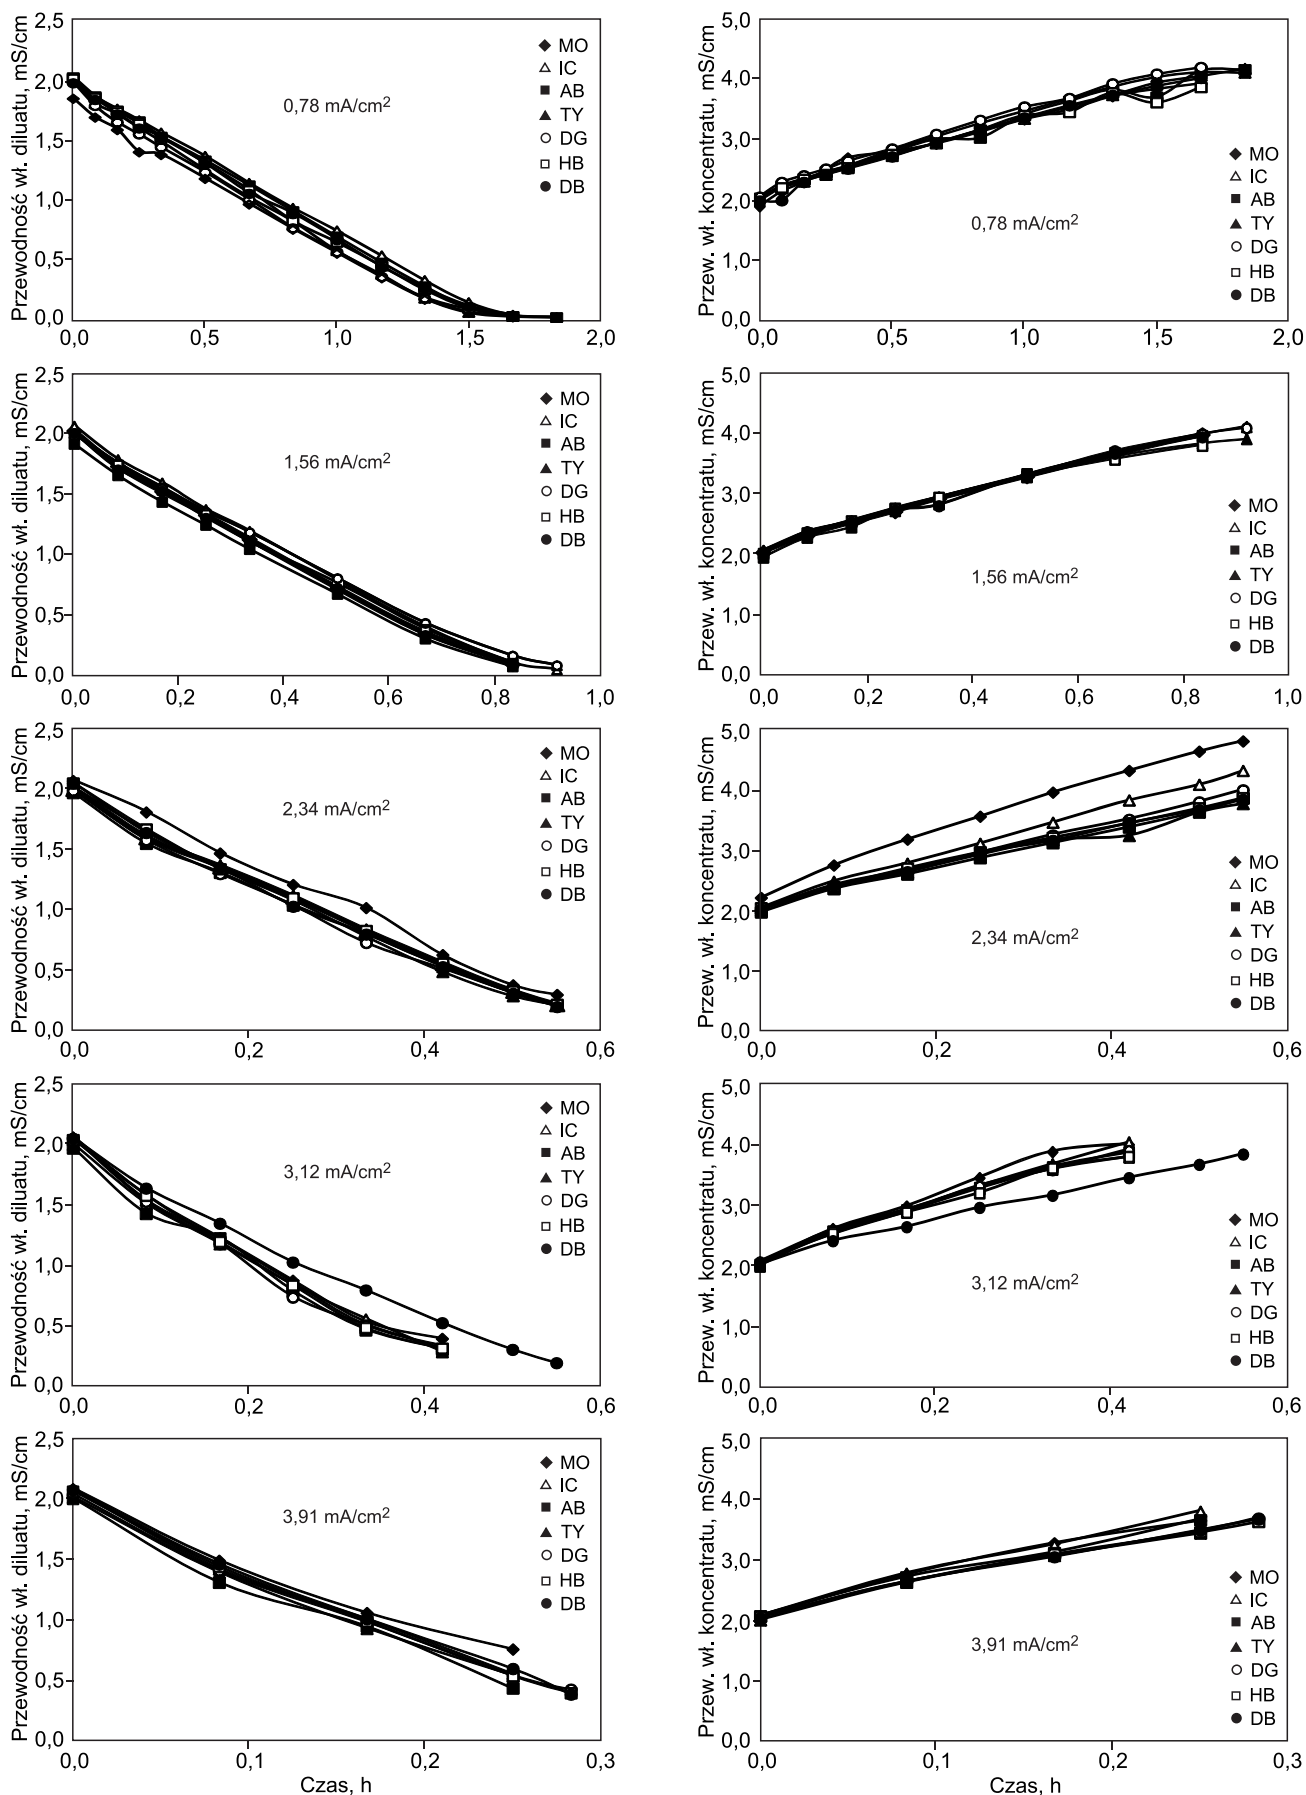 Przewodność wł. diluatu, mS/cm
2,5
2,0
1,5
1,0
0,5
0,0
0,78 mA/cm2
MO
IC
AB
TY
DG
HB
DB
0,0 0,5 1,0 1,5 2,0
Przew. wł. koncentratu, mS/cm
5,0
4,0
3,0
2,0
1,0
0,0
0,78 mA/cm2
MO
IC
AB
TY
DG
HB
DB
0,0 0,5 1,0 1,5 2,0
Przewodność wł. diluatu, mS/cm
2,5
2,0
1,5
1,0
0,5
0,0
1,56 mA/cm2
MO
IC
AB
TY
DG
HB
DB
0,0 0,2 0,4 0,6 0,8 1,0
Przew. wł. koncentratu, mS/cm
5,0
4,0
3,0
2,0
1,0
0,0
1,56 mA/cm2
MO
IC
AB
TY
DG
HB
DB
0,0 0,2 0,4 0,6 0,8 1,0
Przewodność wł. diluatu, mS/cm
2,5
2,0
1,5
1,0
0,5
0,0
2,34 mA/cm2
MO
IC
AB
TY
DG
HB
DB
0,0 0,2 0,4 0,6
Przew. wł. koncentratu, mS/cm
5,0
4,0
3,0
2,0
1,0
0,0
2,34 mA/cm2
MO
IC
AB
TY
DG
HB
DB
0,0 0,2 0,4 0,6
Przewodność wł. diluatu, mS/cm
2,5
2,0
1,5
1,0
0,5
0,0
3,12 mA/cm2
MO
IC
AB
TY
DG
HB
DB
0,0 0,2 0,4 0,6
Przew. wł. koncentratu, mS/cm
5,0
4,0
3,0
2,0
1,0
0,0
3,12 mA/cm2
MO
IC
AB
TY
DG
HB
DB
0,0 0,2 0,4 0,6
Przewodność wł. diluatu, mS/cm
2,5
2,0
1,5
1,0
0,5
0,0
3,91 mA/cm2
MO
IC
AB
TY
DG
HB
DB
0,0 0,1 0,2 0,3
Czas, h
Przew. wł. koncentratu, mS/cm
5,0
4,0
3,0
2,0
1,0
0,0
3,91 mA/cm2
MO
IC
AB
TY
DG
HB
DB
0,0 0,1 0,2 0,3
Czas, h